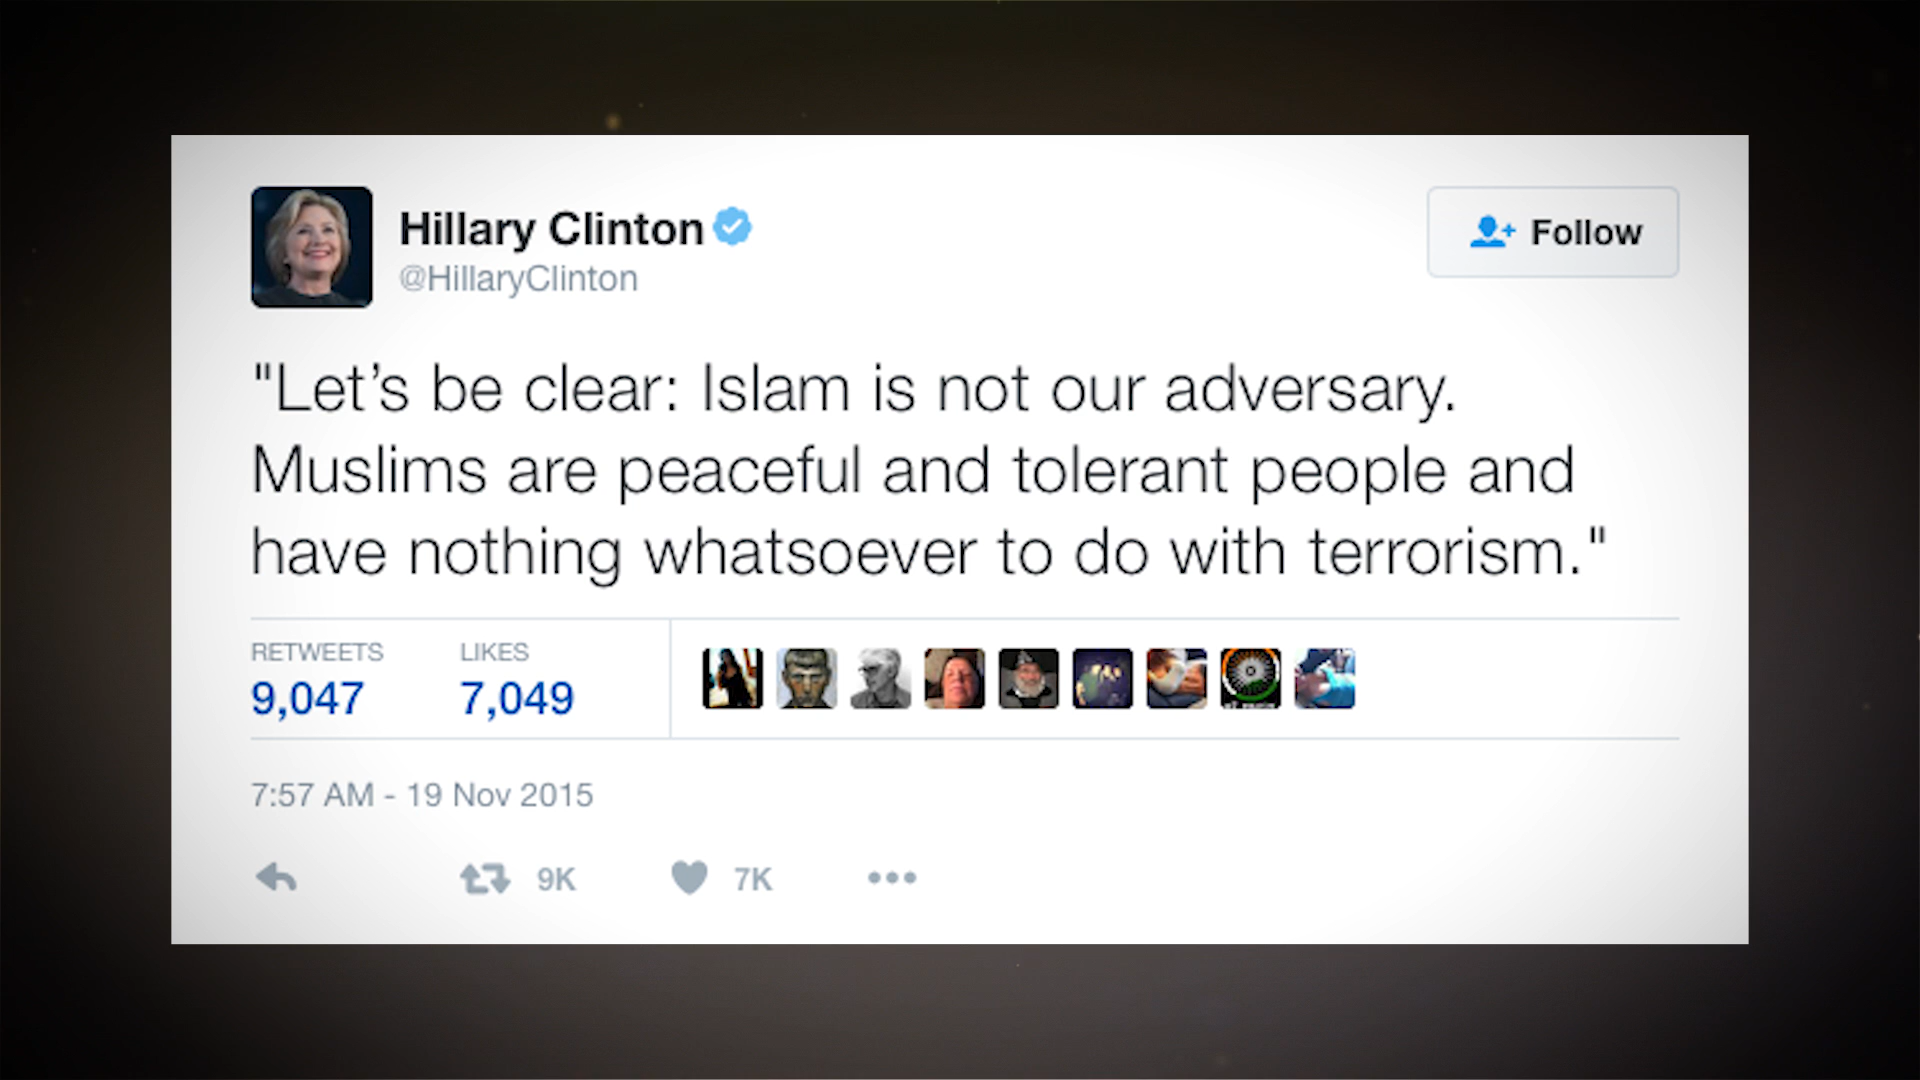 Hillary Clinton
@HillaryClinton
Follow
"Let’s be clear: Islam is not our adversary.
Muslims are peaceful and tolerant people and
have nothing whatsoever to do with terrorism."
RETWEETS LIKES
9,047 7,049
7:57 AM - 19 Nov 2015
9K 7K